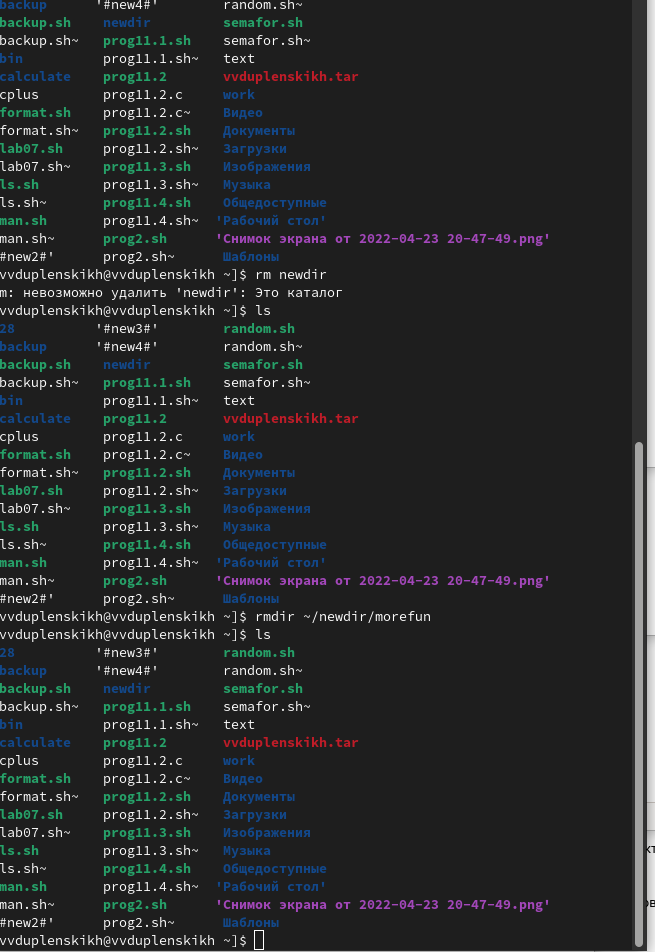 backup '#new4#' random.sh~
backup.sh newdir semafor.sh
backup.sh~ prog11.1.sh semafor.sh~
bin prog11.1.sh~ text
calculate prog11.2 vvduplenskikh.tar
cplus prog11.2.c work
format.sh prog11.2.c~ Видео
format.sh~ prog11.2.sh Документы
lab07.sh prog11.2.sh~ Загрузки
lab07.sh~ prog11.3.sh Изображения
ls.sh prog11.3.sh~ Музыка
ls.sh~ prog11.4.sh Общедоступные
man.sh prog11.4.sh~ 'Рабочий стол'
man.sh~ prog2.sh 'Снимок экрана от 2022-04-23 20-47-49.png'
#new2#' prog2.sh~ Шаблоны
vvduplenskikh@vvduplenskikh ~]$ rm newdir
m: невозможно удалить 'newdir': Это каталог
vvduplenskikh@vvduplenskikh ~]$ ls
28 '#new3#' random.sh
backup '#new4#' random.sh~
backup.sh newdir semafor.sh
backup.sh~ prog11.1.sh semafor.sh~
bin prog11.1.sh~ text
calculate prog11.2 vvduplenskikh.tar
cplus prog11.2.c work
format.sh prog11.2.c~ Видео
format.sh~ prog11.2.sh Документы
lab07.sh prog11.2.sh~ Загрузки
lab07.sh~ prog11.3.sh Изображения
ls.sh prog11.3.sh~ Музыка
ls.sh~ prog11.4.sh Общедоступные
man.sh prog11.4.sh~ 'Рабочий стол'
man.sh~ prog2.sh 'Снимок экрана от 2022-04-23 20-47-49.png'
#new2#' prog2.sh~ Шаблоны
vvduplenskikh@vvduplenskikh ~]$ rmdir ~/newdir/morefun
vvduplenskikh@vvduplenskikh ~]$ ls
28 '#new3#' random.sh
backup '#new4#' random.sh~
backup.sh newdir semafor.sh
backup.sh~ prog11.1.sh semafor.sh~
bin prog11.1.sh~ text
calculate prog11.2 vvduplenskikh.tar
cplus prog11.2.c work
format.sh prog11.2.c~ Видео
format.sh~ prog11.2.sh Документы
lab07.sh prog11.2.sh~ Загрузки
lab07.sh~ prog11.3.sh Изображения
ls.sh prog11.3.sh~ Музыка
ls.sh~ prog11.4.sh Общедоступные
man.sh prog11.4.sh~ 'Рабочий стол'
man.sh~ prog2.sh 'Снимок экрана от 2022-04-23 20-47-49.png'
#new2#' prog2.sh~ Шаблоны
vvduplenskikh@vvduplenskikh ~]$